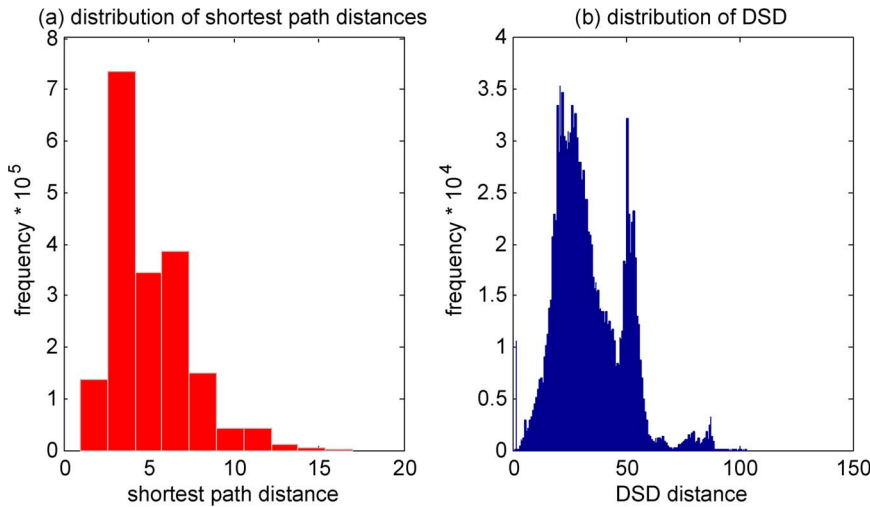 (a) distribution of shortest path distances
8
7
6
5
4
3
2
1
0
frequency * 10^5
0 5 10 15 20
shortest path distance
(b) distribution of DSD
4
3.5
3
2.5
2
1.5
1
0.5
0
frequency * 10^4
0 50 100 150
DSD distance